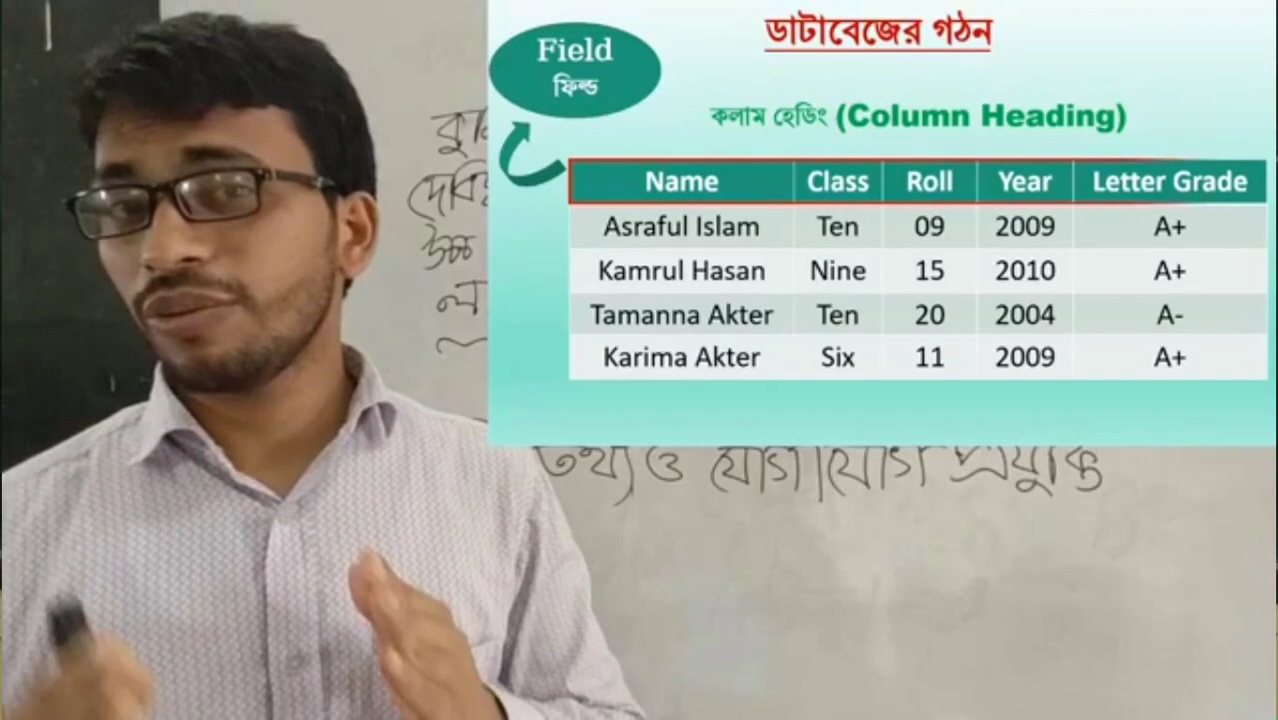 ডাটাবেজের গঠন
Field
ফিল্ড
কলাম হেডিং (Column Heading)
Name Class Roll Year Letter Grade
Asraful Islam Ten 09 2009 A+
Kamrul Hasan Nine 15 2010 A+
Tamanna Akter Ten 20 2004 A-
Karima Akter Six 11 2009 A+
তথ্য ও যোগাযোগ প্রযুক্তি